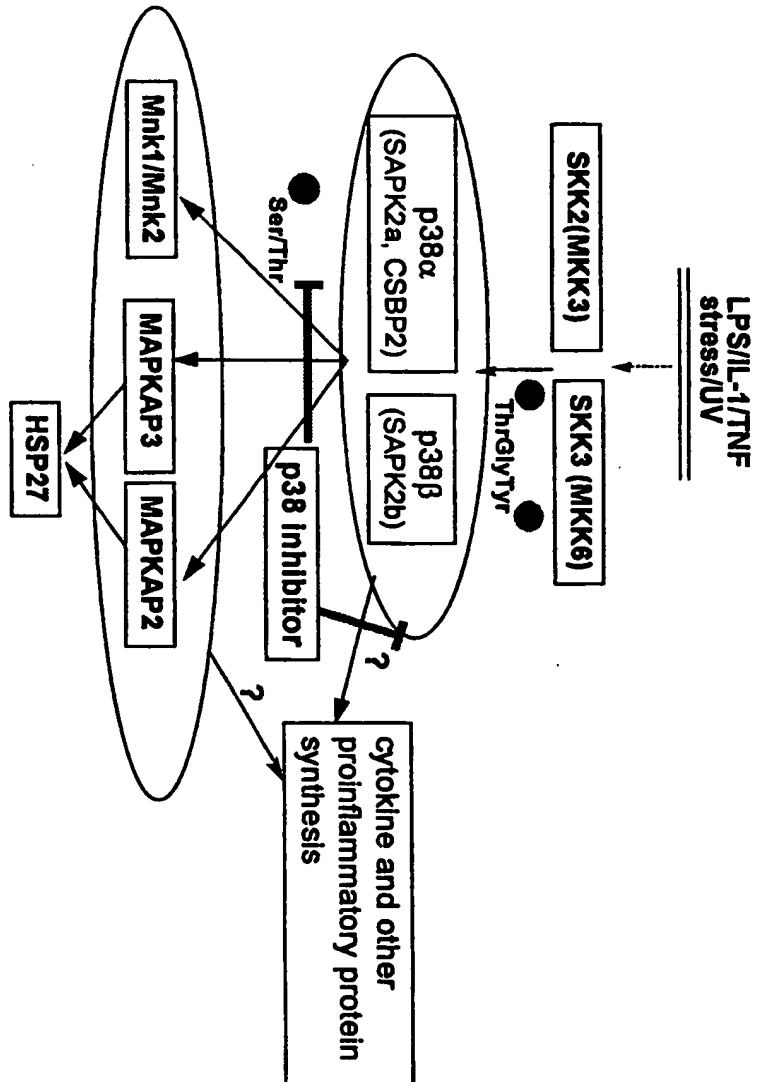 LPS/IL-1/TNF
stress/UV
SKK2(MKK3)
SKK3 (MKK6)
ThrGlyTyr
p38α
(SAPK2a, CSBP2)
p38β
(SAPK2b)
Ser/Thr
p38 inhibitor
?
cytokine and other
proinflammatory protein
synthesis
?
Mnk1/Mnk2
MAPKAP3
MAPKAP2
HSP27